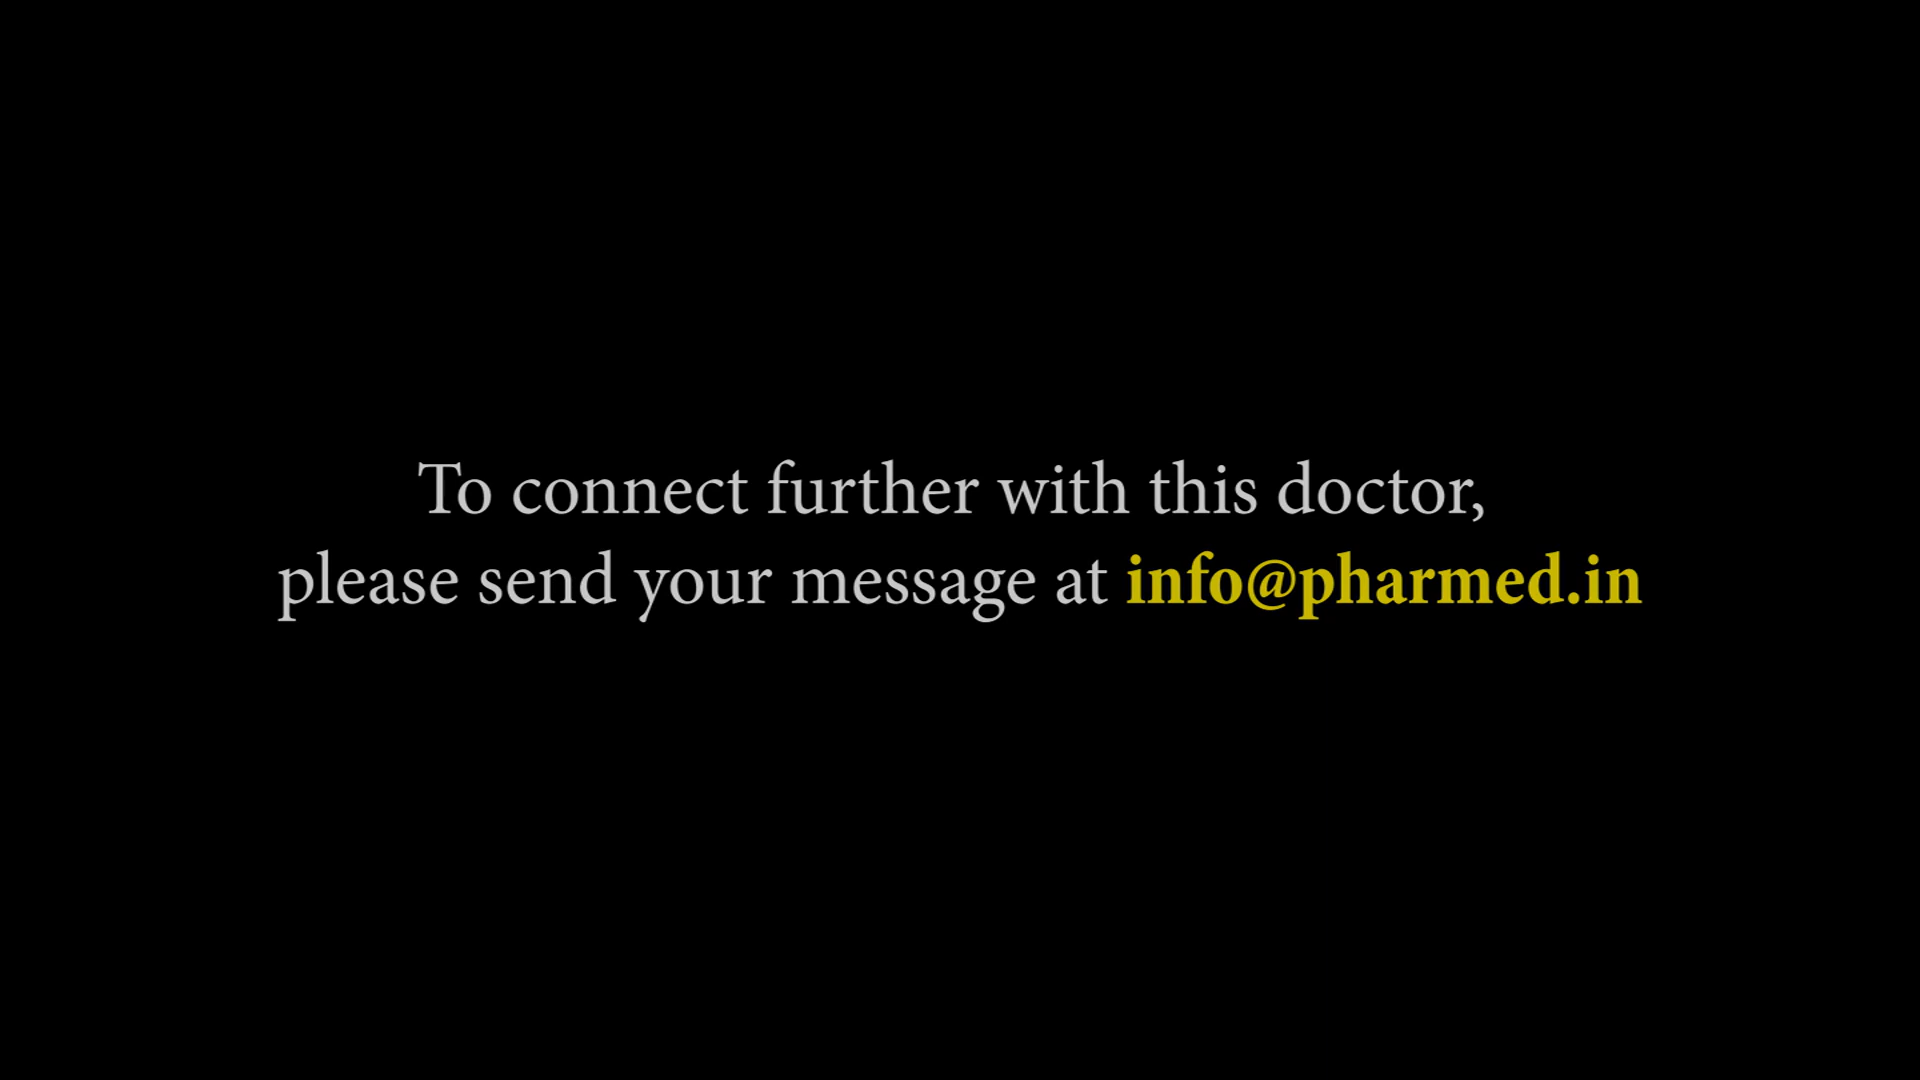 To connect further with this doctor,
please send your message at info@pharmed.in